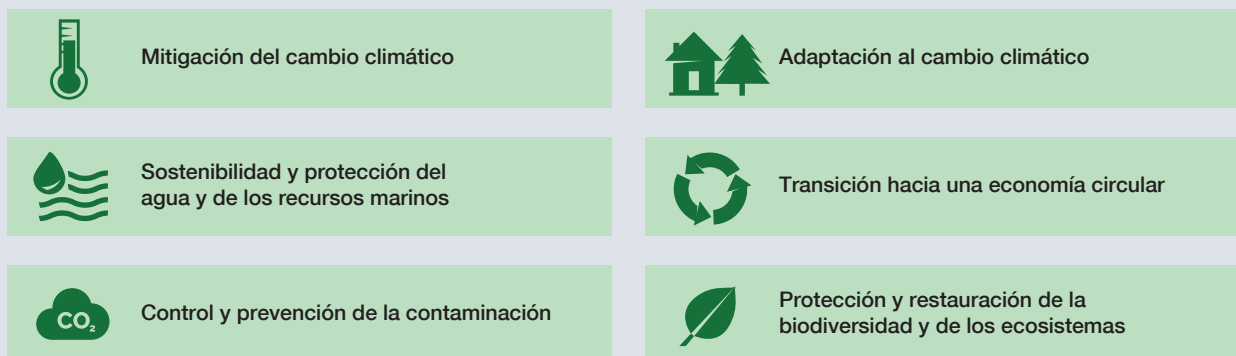 Mitigación del cambio climático
Adaptación al cambio climático
Sostenibilidad y protección del
agua y de los recursos marinos
Transición hacia una economía circular
CO₂
Control y prevención de la contaminación
Protección y restauración de la
biodiversidad y de los ecosistemas